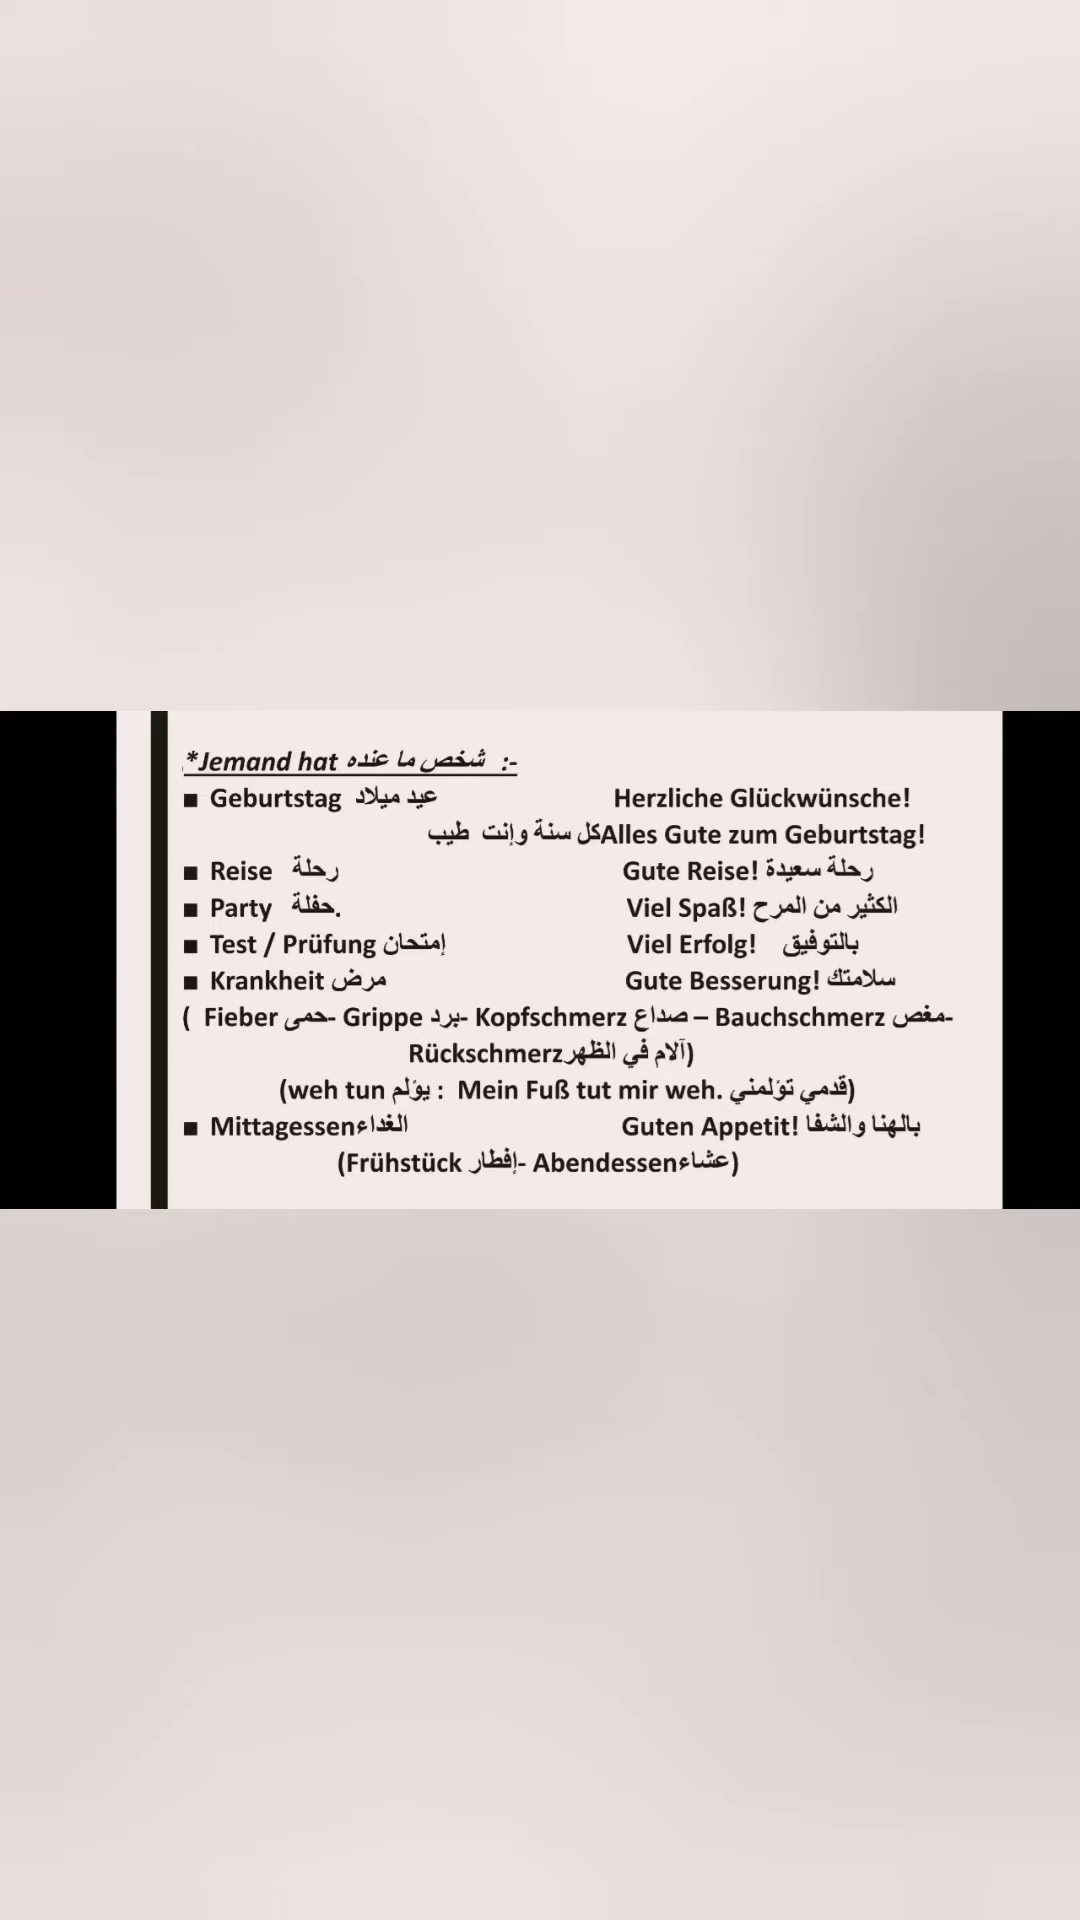 *Jemand hat شخص ما عنده :-
▪ Geburtstag عيد ميلاد Herzliche Glückwünsche!
كل سنة وإنت طيب Alles Gute zum Geburtstag!
▪ Reise رحلة Gute Reise! رحلة سعيدة
▪ Party حفلة. Viel Spaß! الكثير من المرح
▪ Test / Prüfung إمتحان Viel Erfolg! بالتوفيق
▪ Krankheit مرض Gute Besserung! سلامتك
( Fieber حمى- Grippe برد- Kopfschmerz صداع – Bauchschmerz مغص-
Rückschmerz آلام في الظهر)
(weh tun يؤلم : Mein Fuß tut mir weh. قدمي تؤلمني)
▪ Mittagessen الغداء Guten Appetit! بالهنا والشفا
(Frühstück إفطار- Abendessen عشاء)